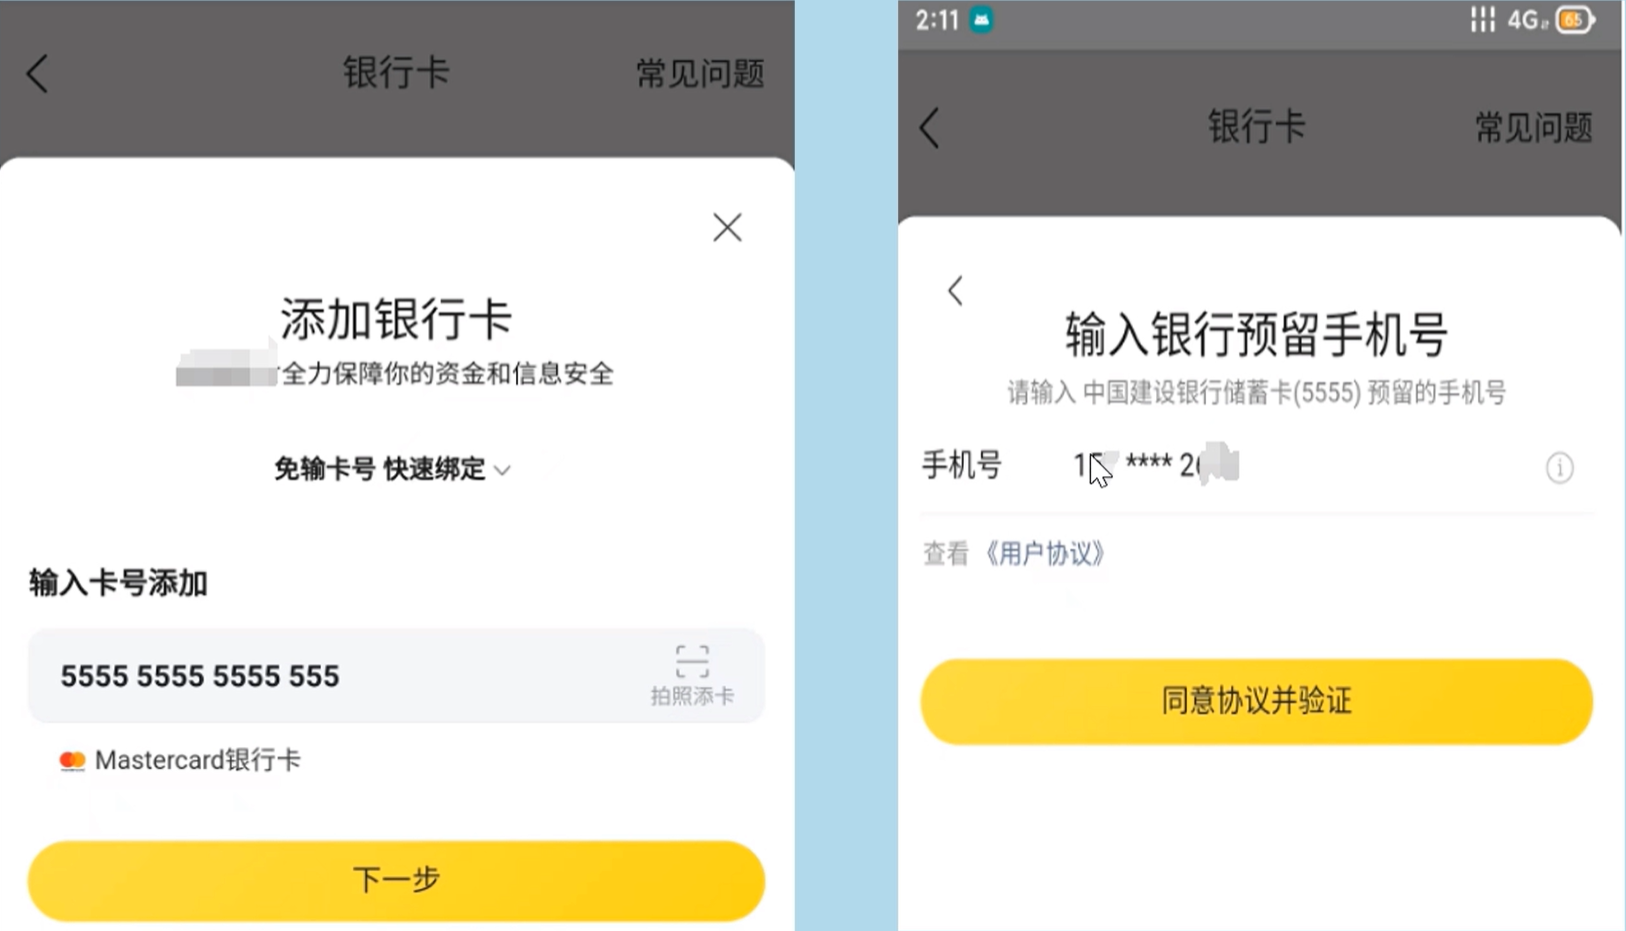 银行卡
常见问题
添加银行卡
全力保障你的资金和信息安全
免输卡号 快速绑定
输入卡号添加
5555 5555 5555 555
拍照添卡
Mastercard银行卡
下一步
2:11
4G
65
银行卡
常见问题
输入银行预留手机号
请输入 中国建设银行储蓄卡(5555) 预留的手机号
手机号
1 **** 2
查看 《用户协议》
同意协议并验证